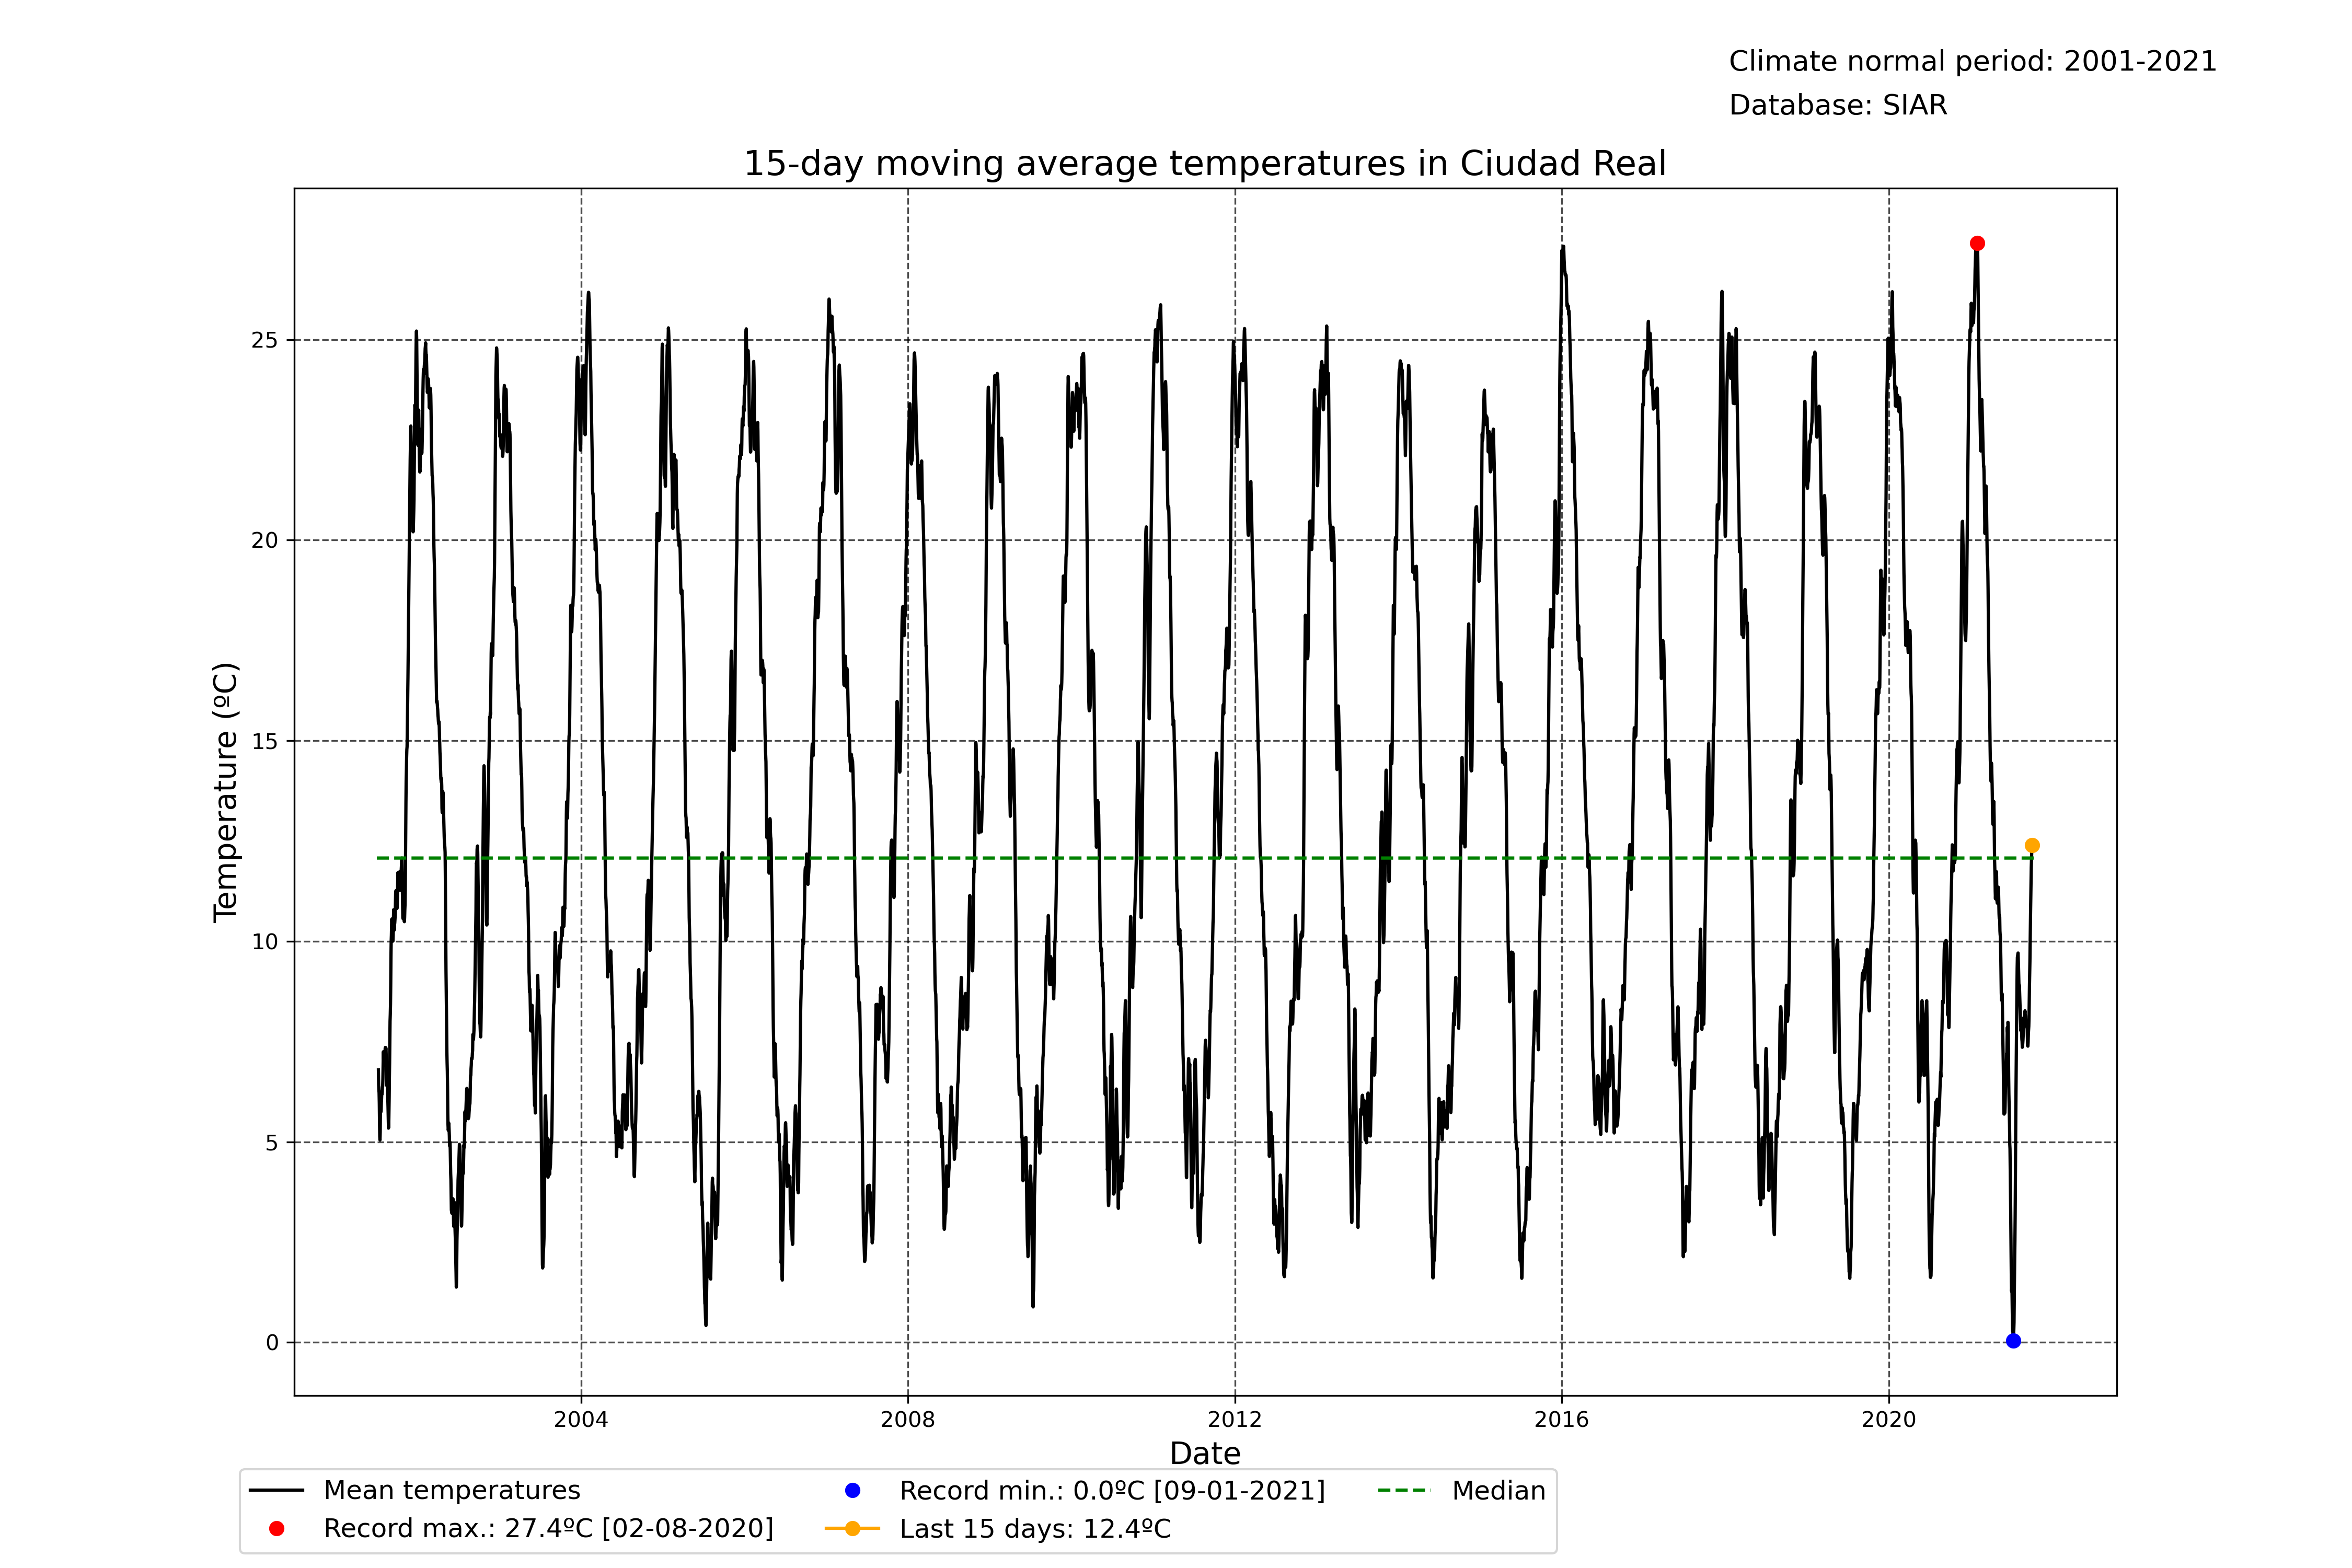 Climate normal period: 2001-2021
Database: SIAR
15-day moving average temperatures in Ciudad Real
Temperature (ºC)
25
20
15
10
5
0
2004
2008
2012
2016
2020
Date
Mean temperatures
Record max.: 27.4ºC [02-08-2020]
Record min.: 0.0ºC [09-01-2021]
Last 15 days: 12.4ºC
Median